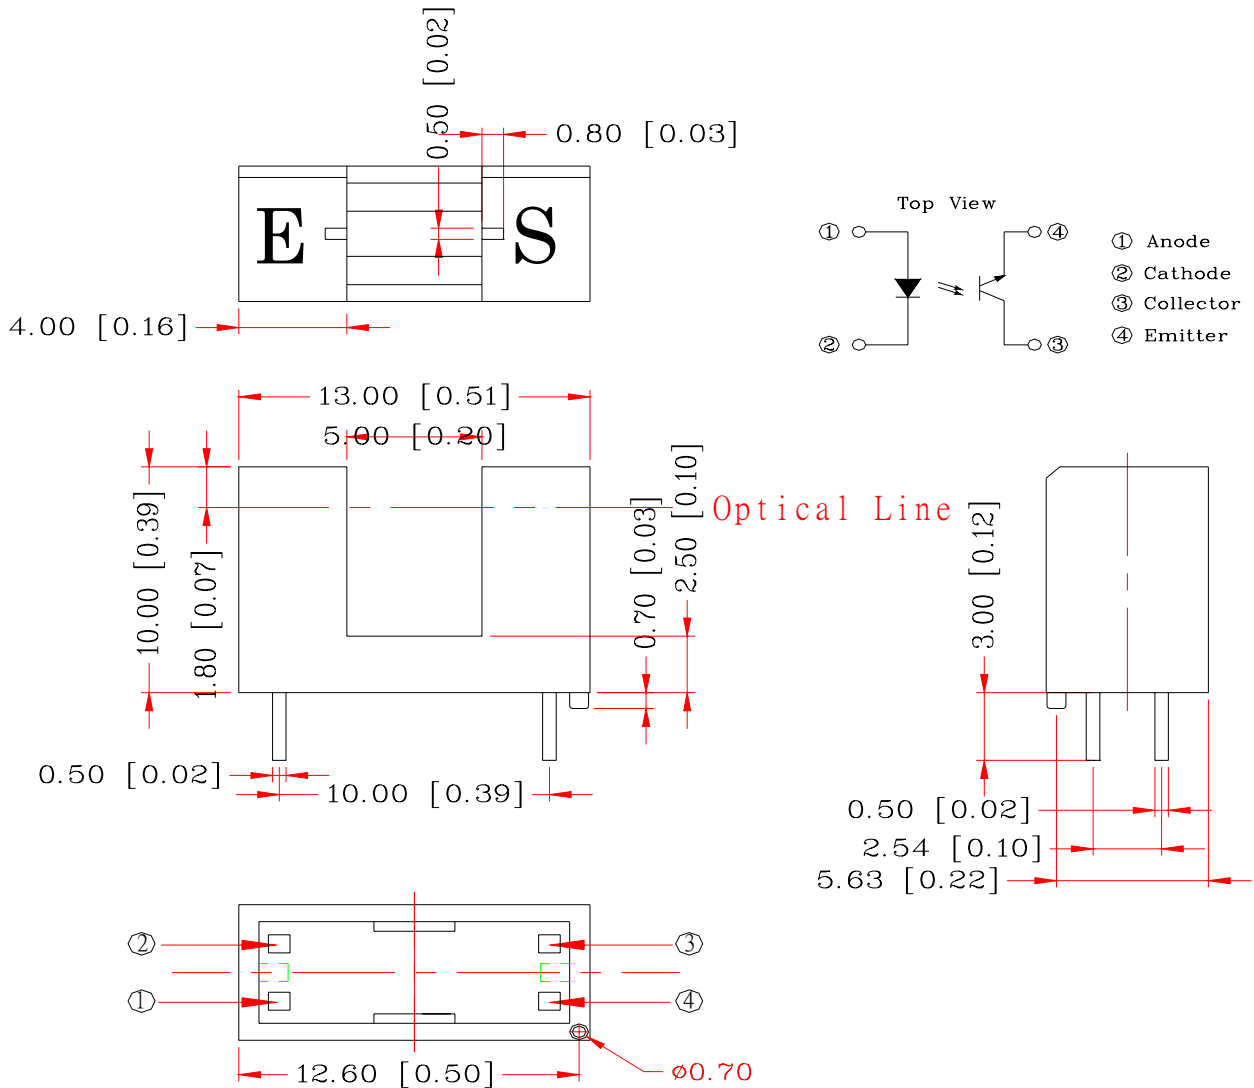 0.50 [0.02]
0.80 [0.03]
E
S
4.00 [0.16]
Top View
①
④
②
③
① Anode
② Cathode
③ Collector
④ Emitter
13.00 [0.51]
5.00 [0.20]
10.00 [0.39]
1.80 [0.07]
0.70 [0.03]
2.50 [0.10]
Optical Line
3.00 [0.12]
0.50 [0.02]
10.00 [0.39]
0.50 [0.02]
2.54 [0.10]
5.63 [0.22]
②
③
①
④
12.60 [0.50]
ø0.70